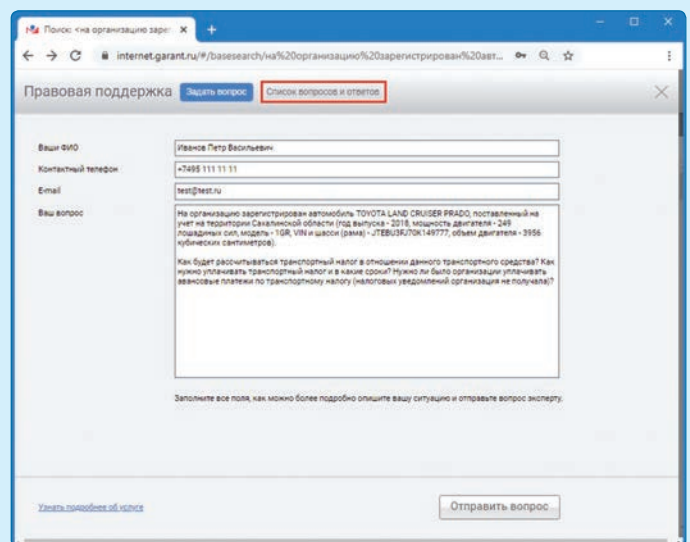 Поиск: «на организацию зарег
internet.garant.ru/#/basesearch/на%20организацию%20зарегистрирован%20авт...
Правовая поддержка Задать вопрос Список вопросов и ответов
Ваши ФИО Иванов Петр Васильевич
Контактный телефон +7495 111 11 11
E-mail test@test.ru
Ваш вопрос На организацию зарегистрирован автомобиль TOYOTA LAND CRUISER PRADO, поставленный на
учет на территории Сахалинской области (год выпуска - 2018, мощность двигателя - 249
лошадиных сил, модель - 1GR, VIN и шасси (рама) - JTEBU3FJ70K149777, объем двигателя - 3956
кубических сантиметров).
Как будет рассчитываться транспортный налог в отношении данного транспортного средства? Как
нужно уплачивать транспортный налог и в какие сроки? Нужно ли было организации уплачивать
авансовые платежи по транспортному налогу (налоговых уведомлений организация не получала)?
Заполните все поля, как можно более подробно опишите вашу ситуацию и отправьте вопрос эксперту.
Узнать подробнее об услуге Отправить вопрос